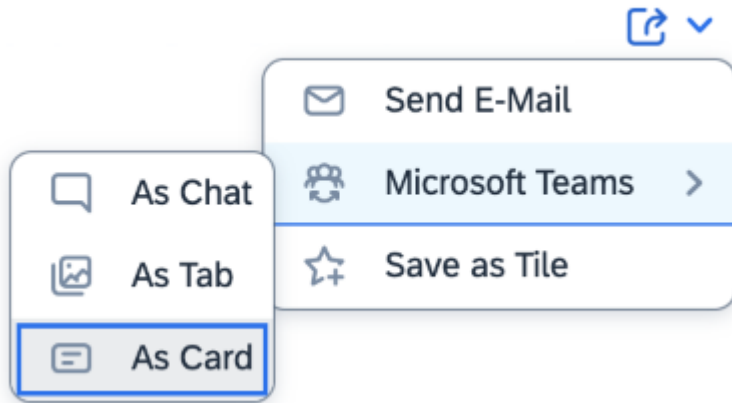 Send E-Mail
Microsoft Teams
Save as Tile
As Chat
As Tab
As Card